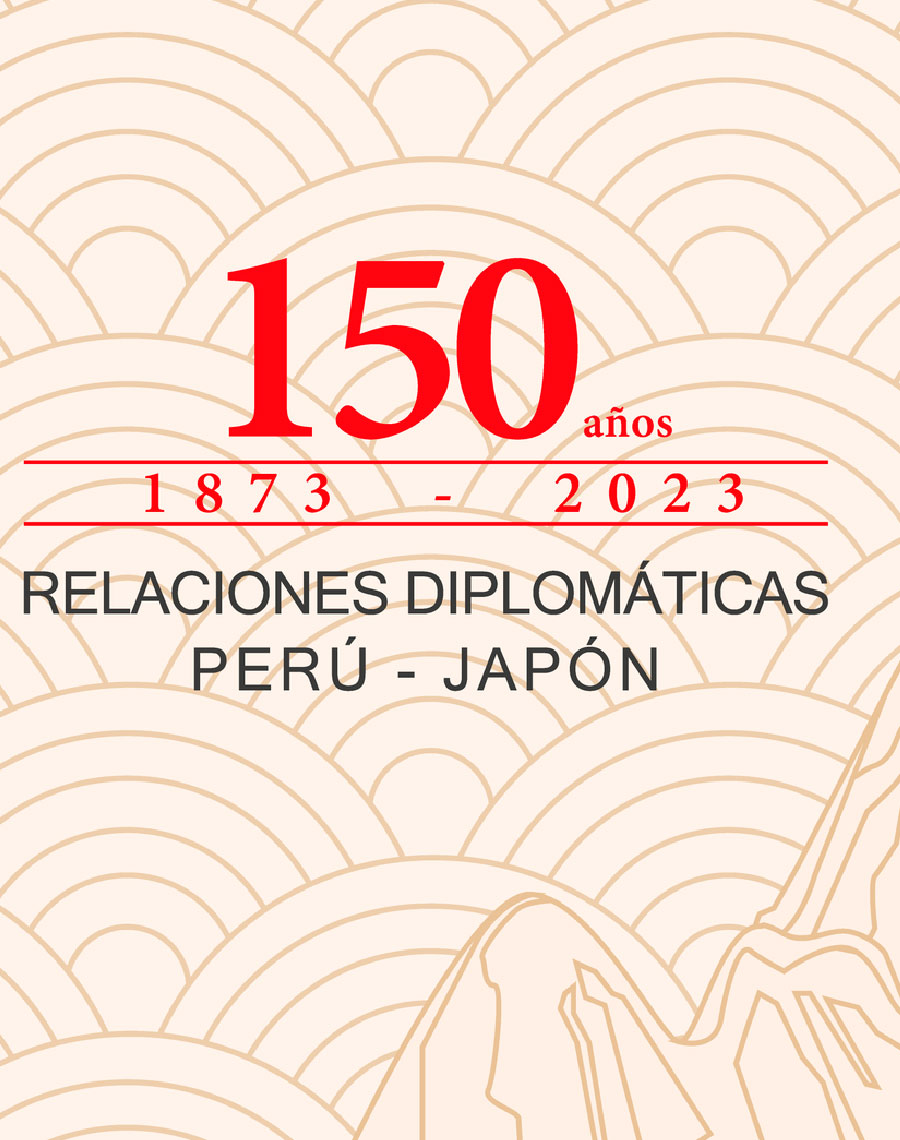 150 años
1873 - 2023
RELACIONES DIPLOMÁTICAS
PERÚ - JAPÓN